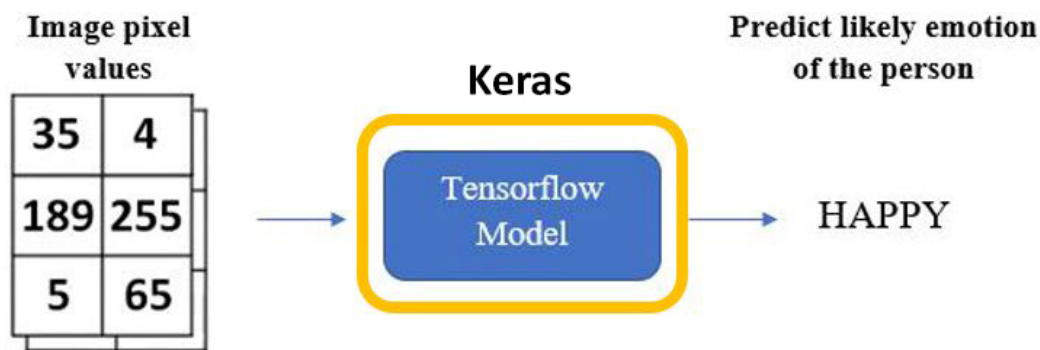 Image pixel
values
35 4
189 255
5 65
Keras
Tensorflow
Model
Predict likely emotion
of the person
HAPPY